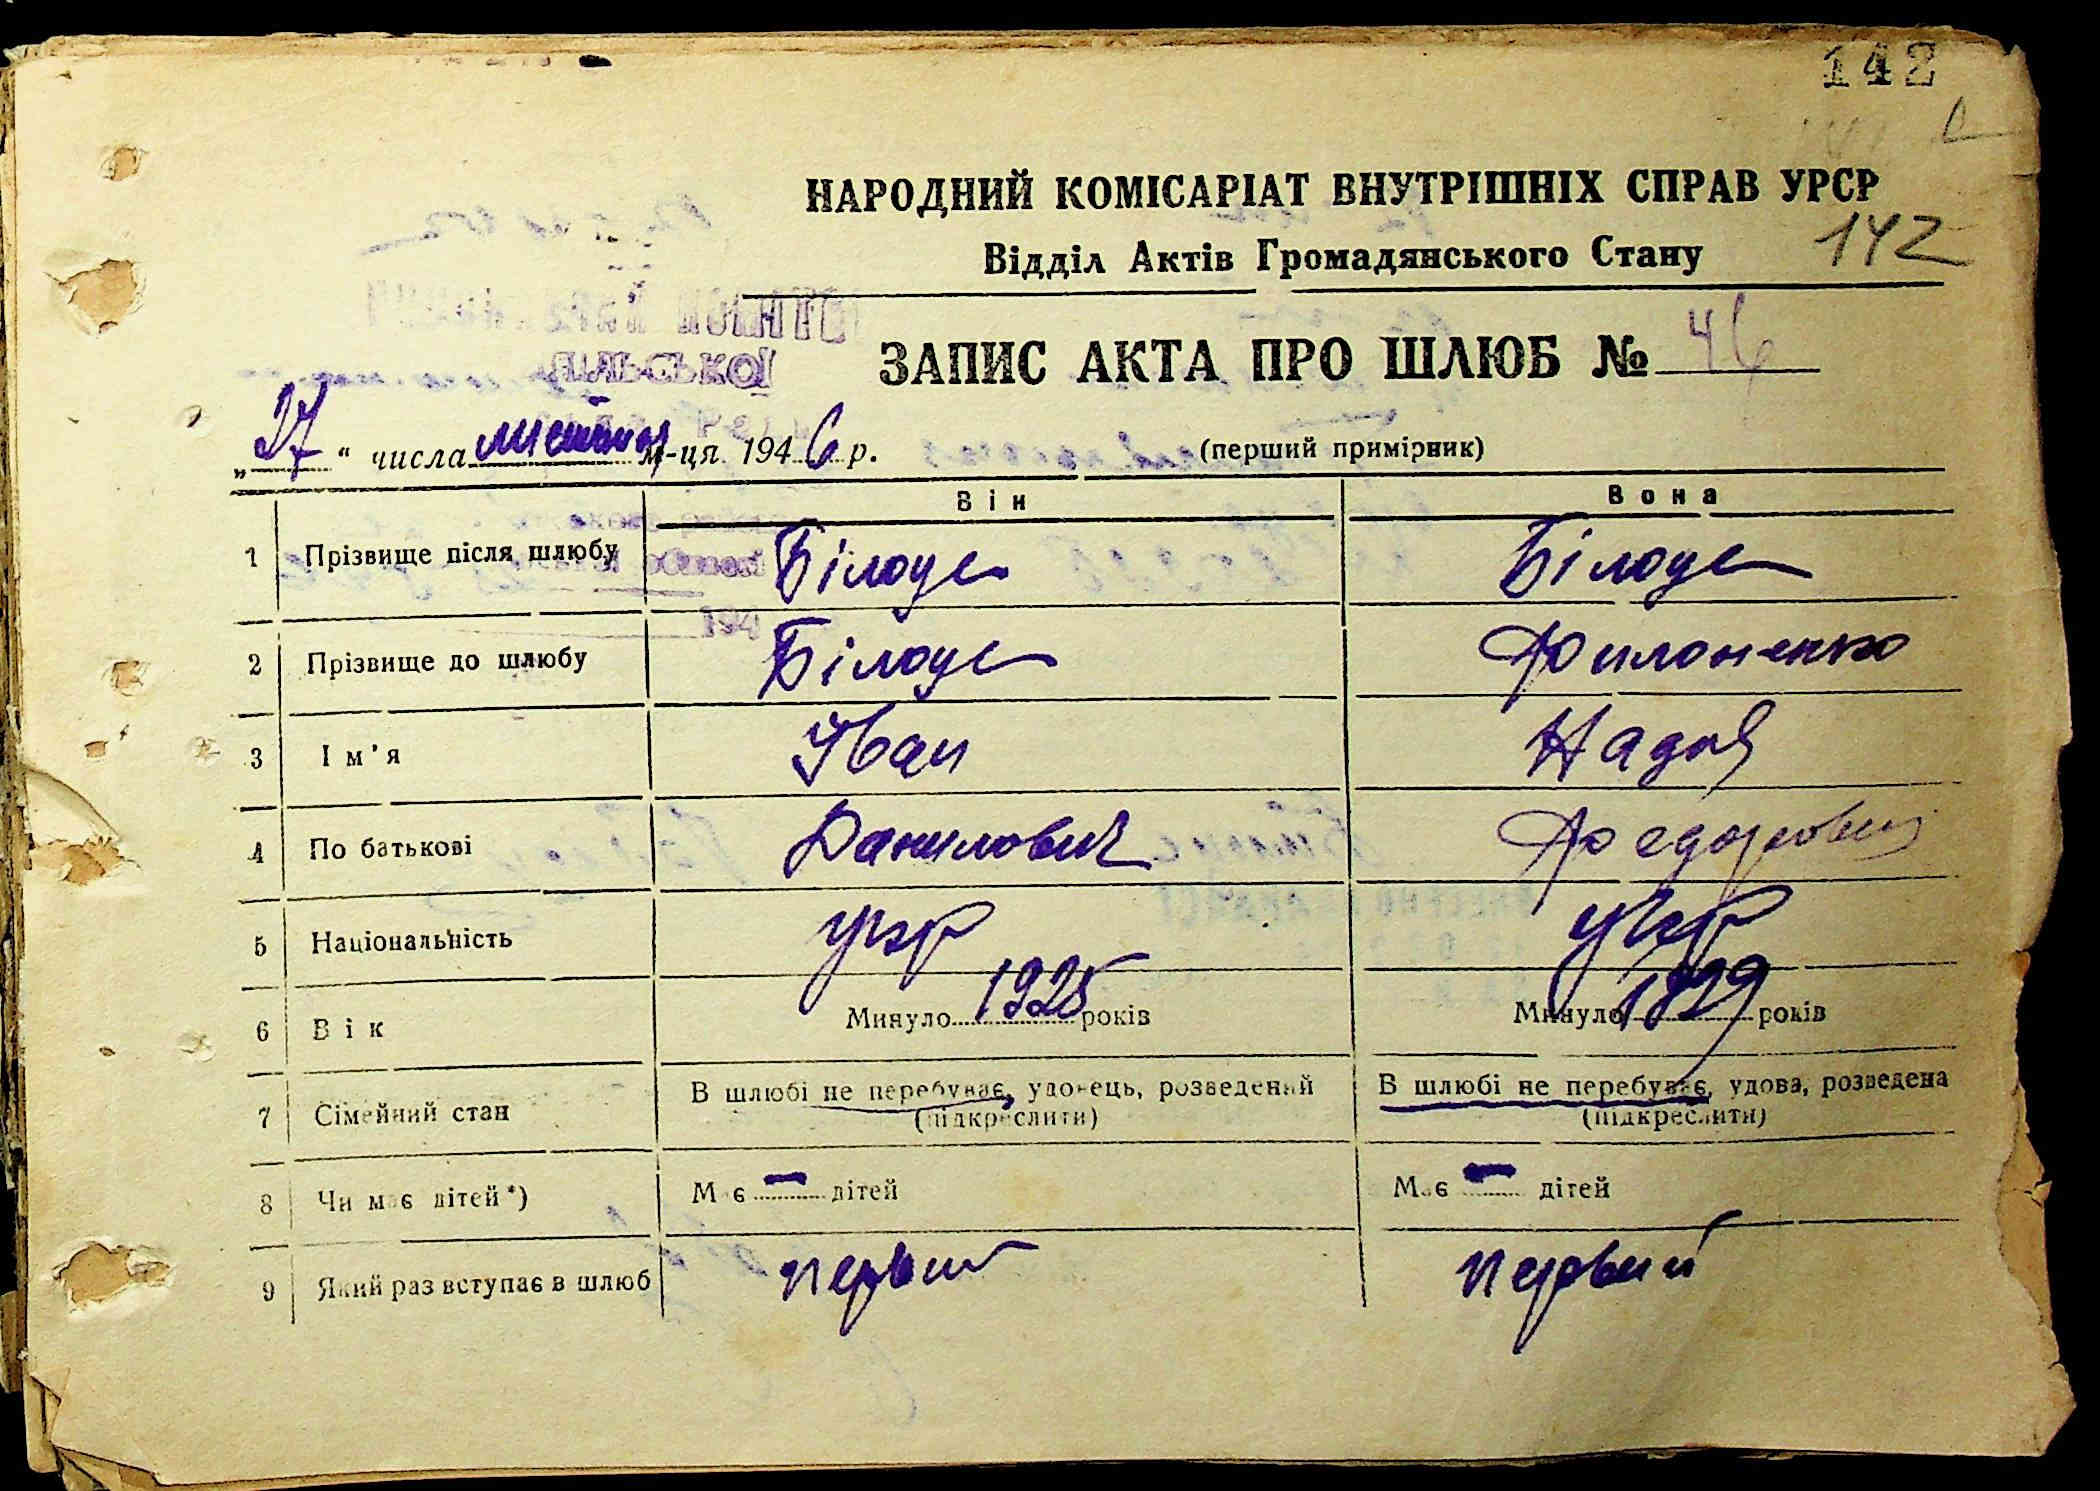 142
НАРОДНИЙ КОМІСАРІАТ ВНУТРІШНІХ СПРАВ УРСР
Відділ Актів Громадянського Стану 142
ЗАПИС АКТА ПРО ШЛЮБ № 46
„27“ числа м-ця 1946 р. (перший примірник)
Він Вона
1 Прізвище після шлюбу Білоус Білоус
2 Прізвище до шлюбу Білоус Филоненко
3 Ім'я Іван Надія
4 По батькові Данилович Федоровна
5 Національність укр укр
6 Вік Минуло 1925 років Минуло років
7 Сімейний стан В шлюбі не перебуває, удовець, розведений В шлюбі не перебуває, удова, розведена
(підкреслити) (підкреслити)
8 Чи має дітей*) Має — дітей Має — дітей
9 Який раз вступає в шлюб первий первий